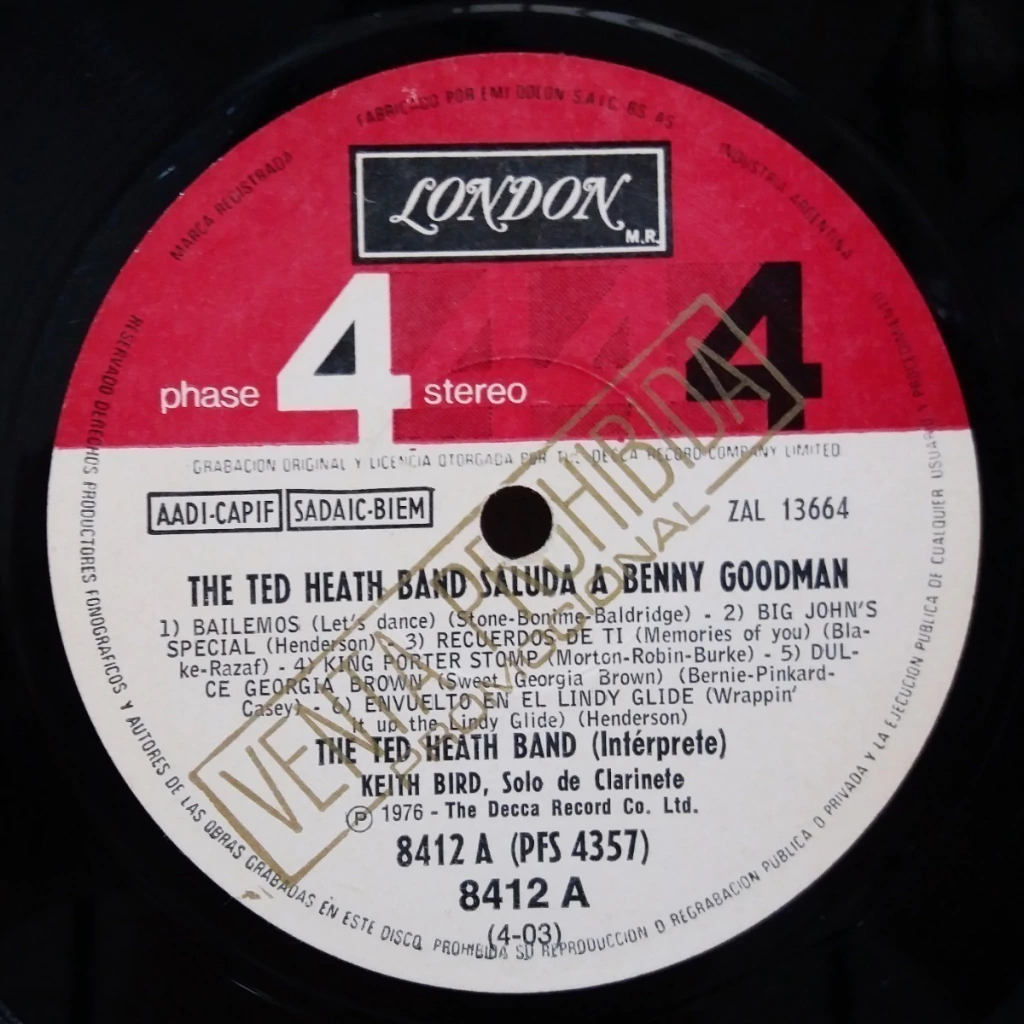 FABRICADO POR EMI ODEON S.A.I.C. BS. AS
MARCA REGISTRADA
INDUSTRIA ARGENTINA
LONDON
M.R.
4
4
phase
stereo
GRABACION ORIGINAL Y LICENCIA OTORGADA POR THE DECCA RECORD COMPANY LIMITED
AADI-CAPIF SADAIC-BIEM
ZAL 13664
THE TED HEATH BAND SALUDA A BENNY GOODMAN
1) BAILEMOS (Let's dance) (Stone-Bonime-Baldridge) - 2) BIG JOHN'S
SPECIAL (Henderson) - 3) RECUERDOS DE TI (Memories of you) (Bla-
ke-Razaf) - 4) KING PORTER STOMP (Morton-Robin-Burke) - 5) DUL-
CE GEORGIA BROWN (Sweet Georgia Brown) (Bernie-Pinkard-
Casey) - 6) ENVUELTO EN EL LINDY GLIDE (Wrappin'
it up the Lindy Glide) (Henderson)
THE TED HEATH BAND (Intérprete)
KEITH BIRD, Solo de Clarinete
℗ 1976 - The Decca Record Co. Ltd.
8412 A (PFS 4357)
8412 A
(4-03)
VENTA PROHIBIDA
PROMOCIONAL
RESERVADO DERECHOS PRODUCTORES FONOGRAFICOS Y AUTORES DE LAS OBRAS GRABADAS EN ESTE DISCO. PROHIBIDA SU REPRODUCCION O REGRABACION PUBLICA O PRIVADA Y LA EJECUCION PUBLICA DE CUALQUIER USUARIO Y